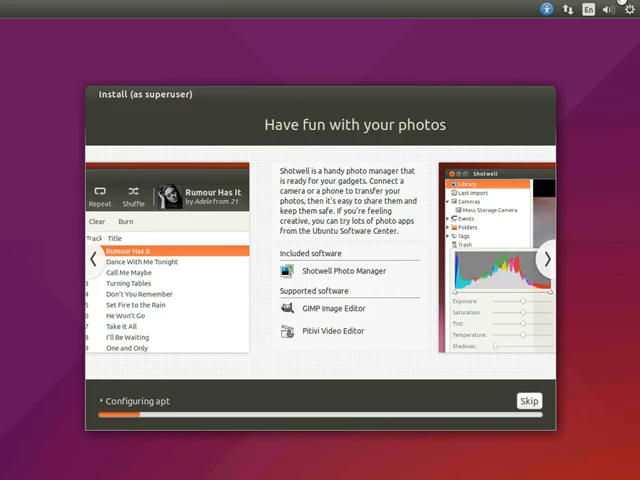 En
Install (as superuser)
Have fun with your photos
Repeat
Shuffle
Rumour Has It
by Adele from 21
Clear
Burn
Track
Title
Rumour Has It
Dance With Me Tonight
Call Me Maybe
3 Turning Tables
4 Don't You Remember
5 Set Fire to the Rain
6 He Won't Go
7 Take It All
8 I'll Be Waiting
9 One and Only
Shotwell is a handy photo manager that
is ready for your gadgets. Connect a
camera or a phone to transfer your
photos, then it's easy to share them and
keep them safe. If you're feeling
creative, you can try lots of photo apps
from the Ubuntu Software Center.
Included software
Shotwell Photo Manager
Supported software
GIMP Image Editor
Pitivi Video Editor
Shotwell
Library
Last Import
Cameras
Mass Storage Camera
Events
Folders
Tags
Trash
Exposure:
Saturation:
Tint:
Temperature:
Shadows:
Configuring apt
Skip